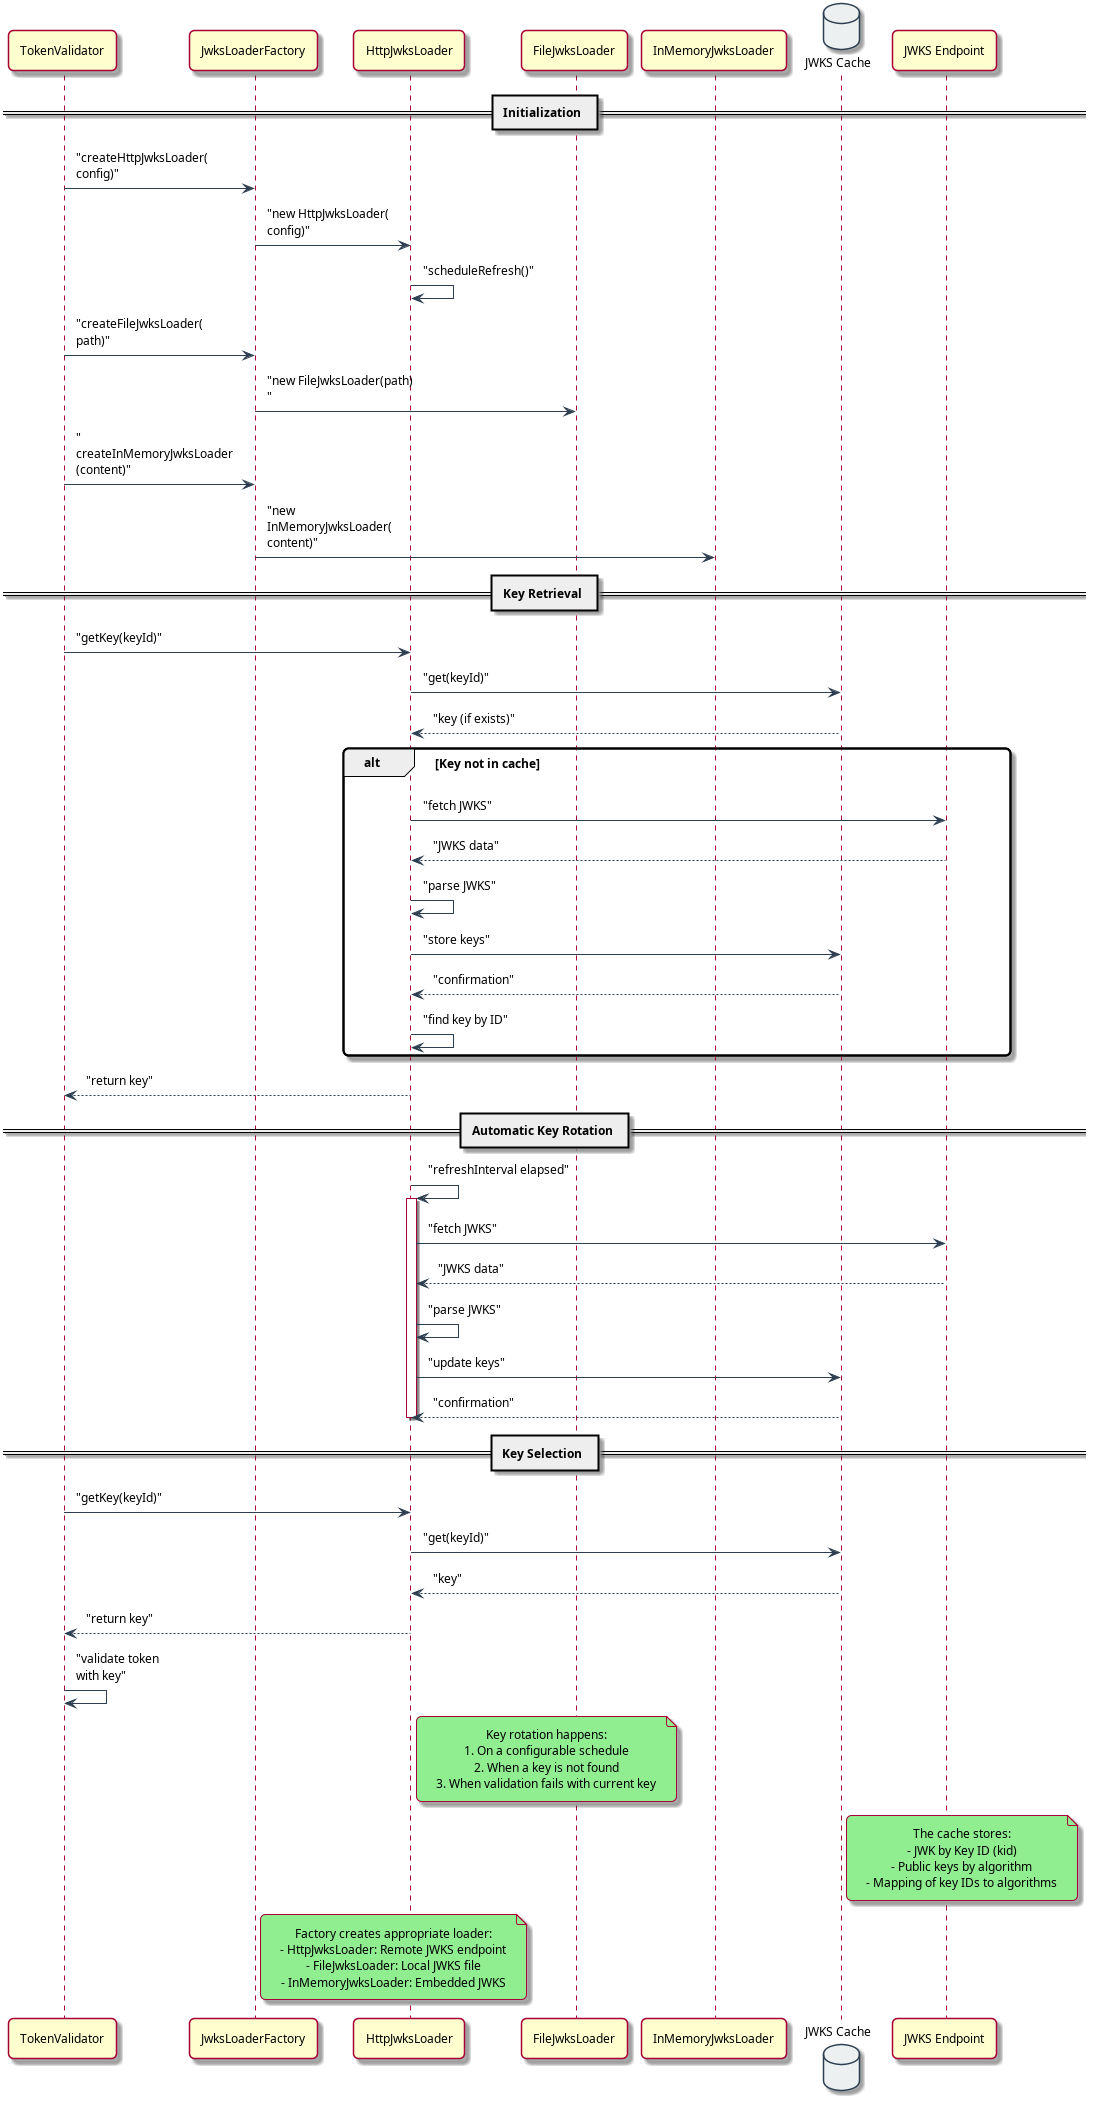 TokenValidator
JwksLoaderFactory
HttpJwksLoader
FileJwksLoader
InMemoryJwksLoader
JWKS Cache
JWKS Endpoint
Initialization
"createHttpJwksLoader(
config)"
"new HttpJwksLoader(
config)"
"scheduleRefresh()"
"createFileJwksLoader(
path)"
"new FileJwksLoader(path)
"
"
createInMemoryJwksLoader
(content)"
"new
InMemoryJwksLoader(
content)"
Key Retrieval
"getKey(keyId)"
"get(keyId)"
"key (if exists)"
alt
[Key not in cache]
"fetch JWKS"
"JWKS data"
"parse JWKS"
"store keys"
"confirmation"
"find key by ID"
"return key"
Automatic Key Rotation
"refreshInterval elapsed"
"fetch JWKS"
"JWKS data"
"parse JWKS"
"update keys"
"confirmation"
Key Selection
"getKey(keyId)"
"get(keyId)"
"key"
"return key"
"validate token
with key"
Key rotation happens:
1. On a configurable schedule
2. When a key is not found
3. When validation fails with current key
The cache stores:
- JWK by Key ID (kid)
- Public keys by algorithm
- Mapping of key IDs to algorithms
Factory creates appropriate loader:
- HttpJwksLoader: Remote JWKS endpoint
- FileJwksLoader: Local JWKS file
- InMemoryJwksLoader: Embedded JWKS
TokenValidator
JwksLoaderFactory
HttpJwksLoader
FileJwksLoader
InMemoryJwksLoader
JWKS Cache
JWKS Endpoint